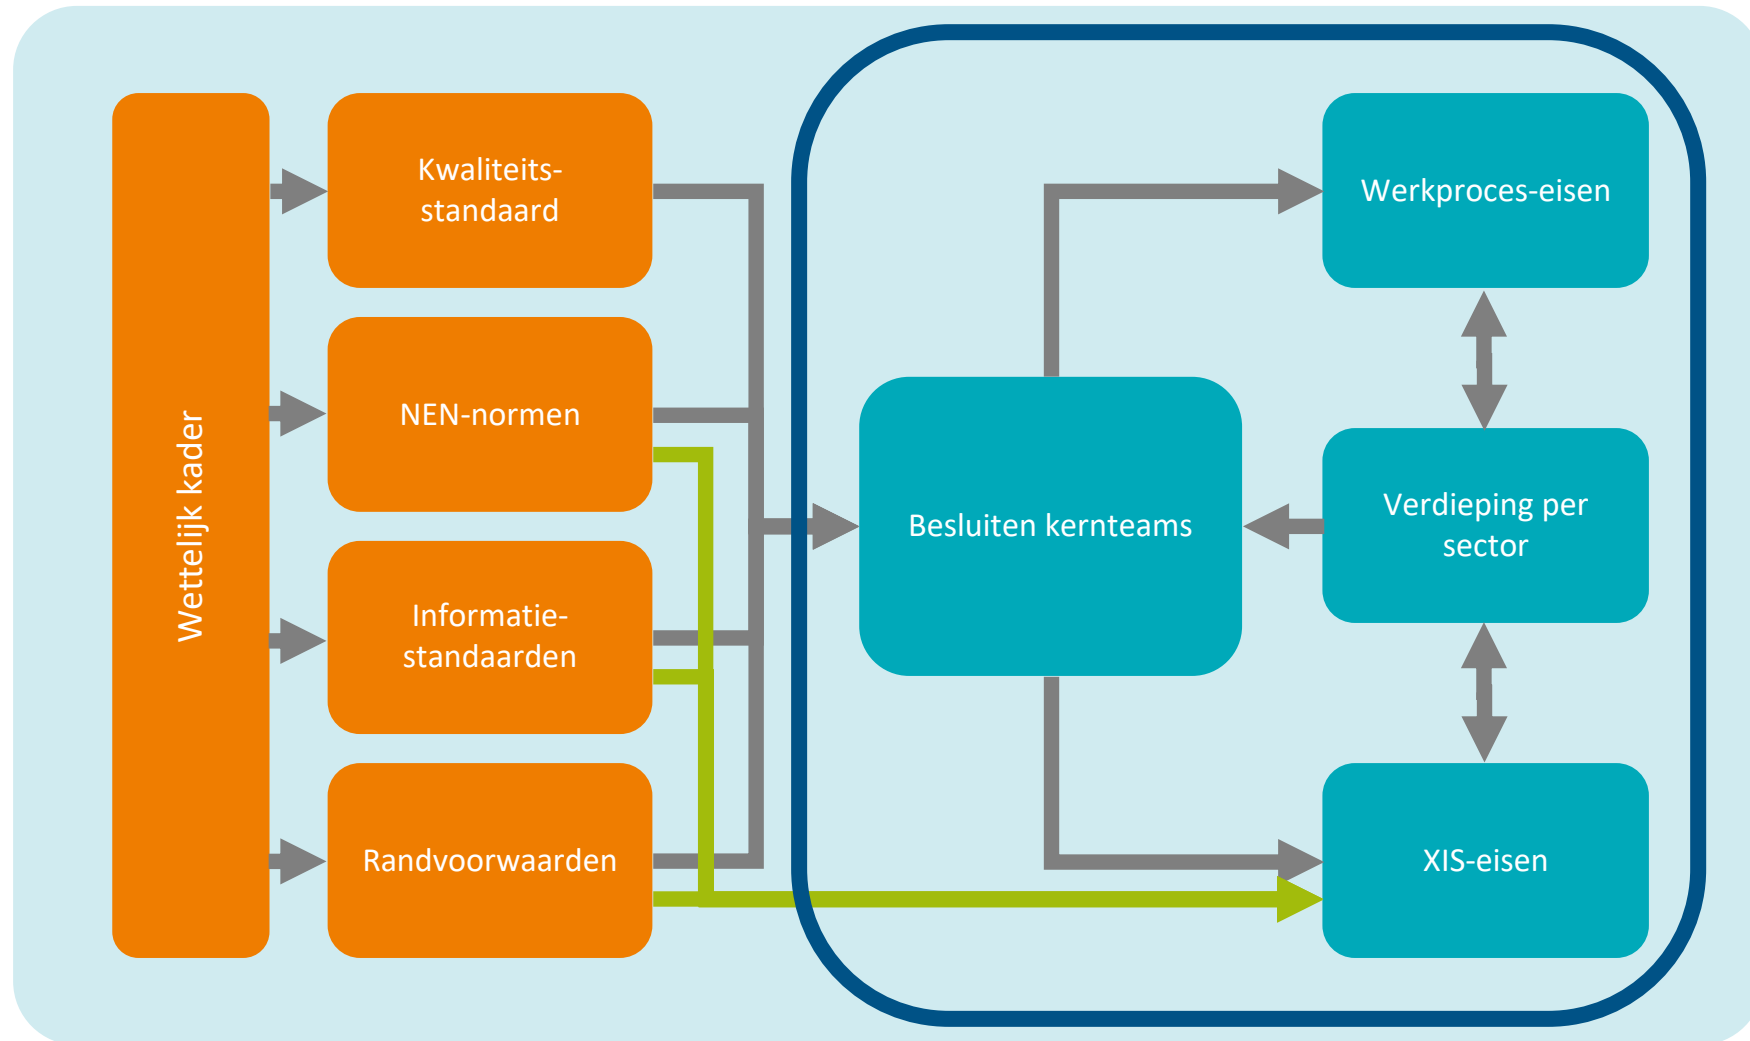 Wettelijk kader
Kwaliteits-
standaard
NEN-normen
Informatie-
standaarden
Randvoorwaarden
Besluiten kernteams
Werkproces-eisen
Verdieping per
sector
XIS-eisen